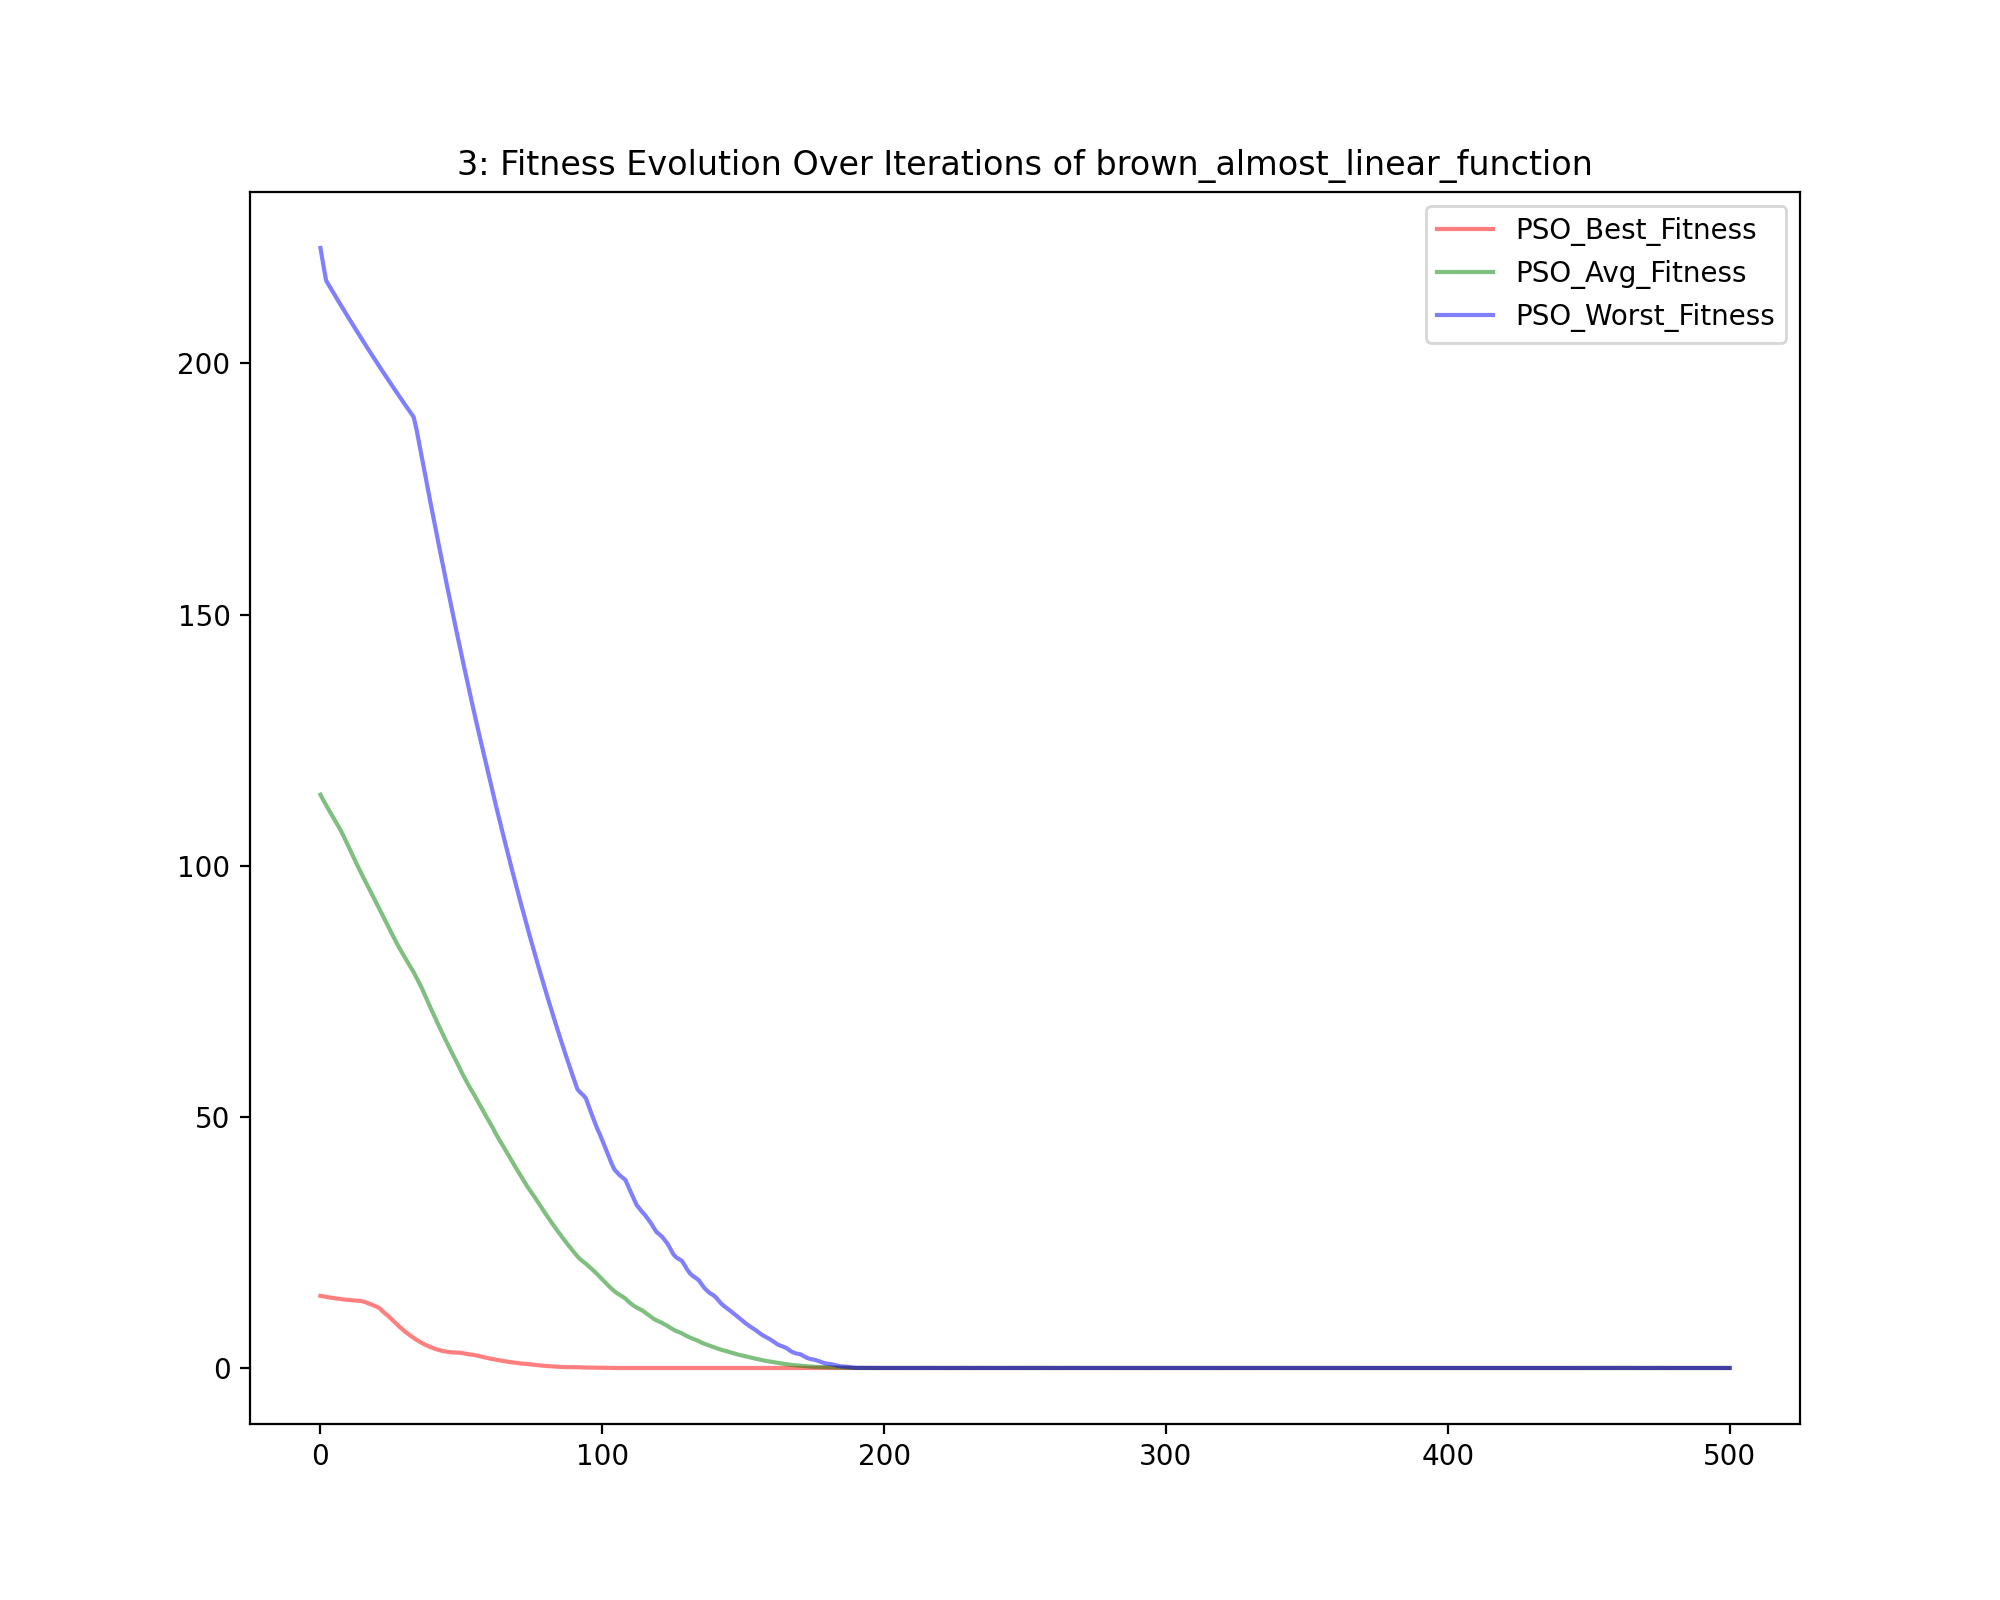 3: Fitness Evolution Over Iterations of brown_almost_linear_function
PSO_Best_Fitness
PSO_Avg_Fitness
PSO_Worst_Fitness
200
150
100
50
0
0 100 200 300 400 500